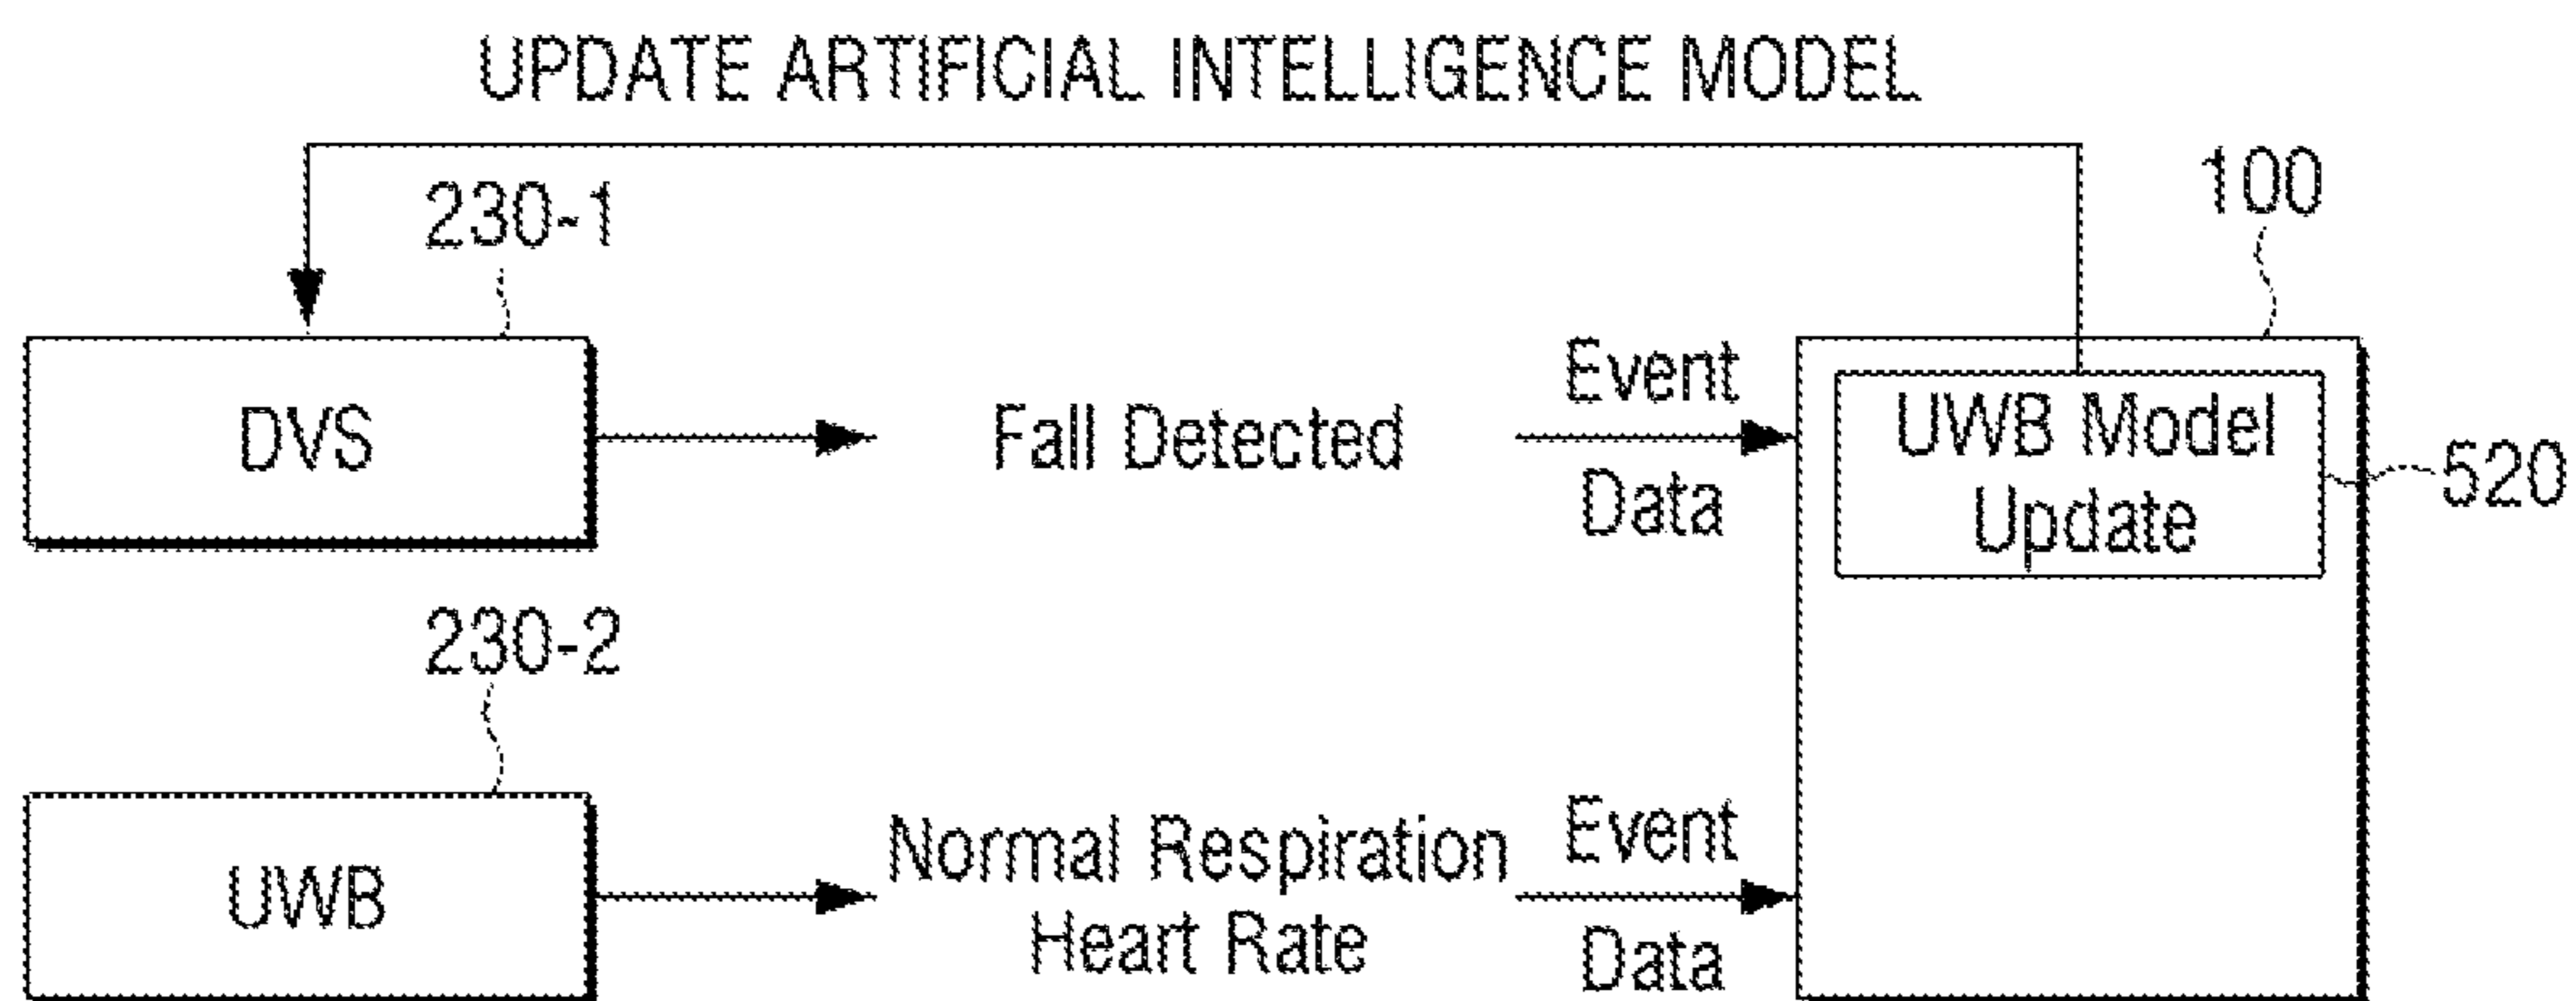 UPDATE ARTIFICIAL INTELLIGENCE MODEL
230-1
100
DVS
Fall Detected
Event
Data
UWB Model
Update
520
230-2
UWB
Normal Respiration
Heart Rate
Event
Data